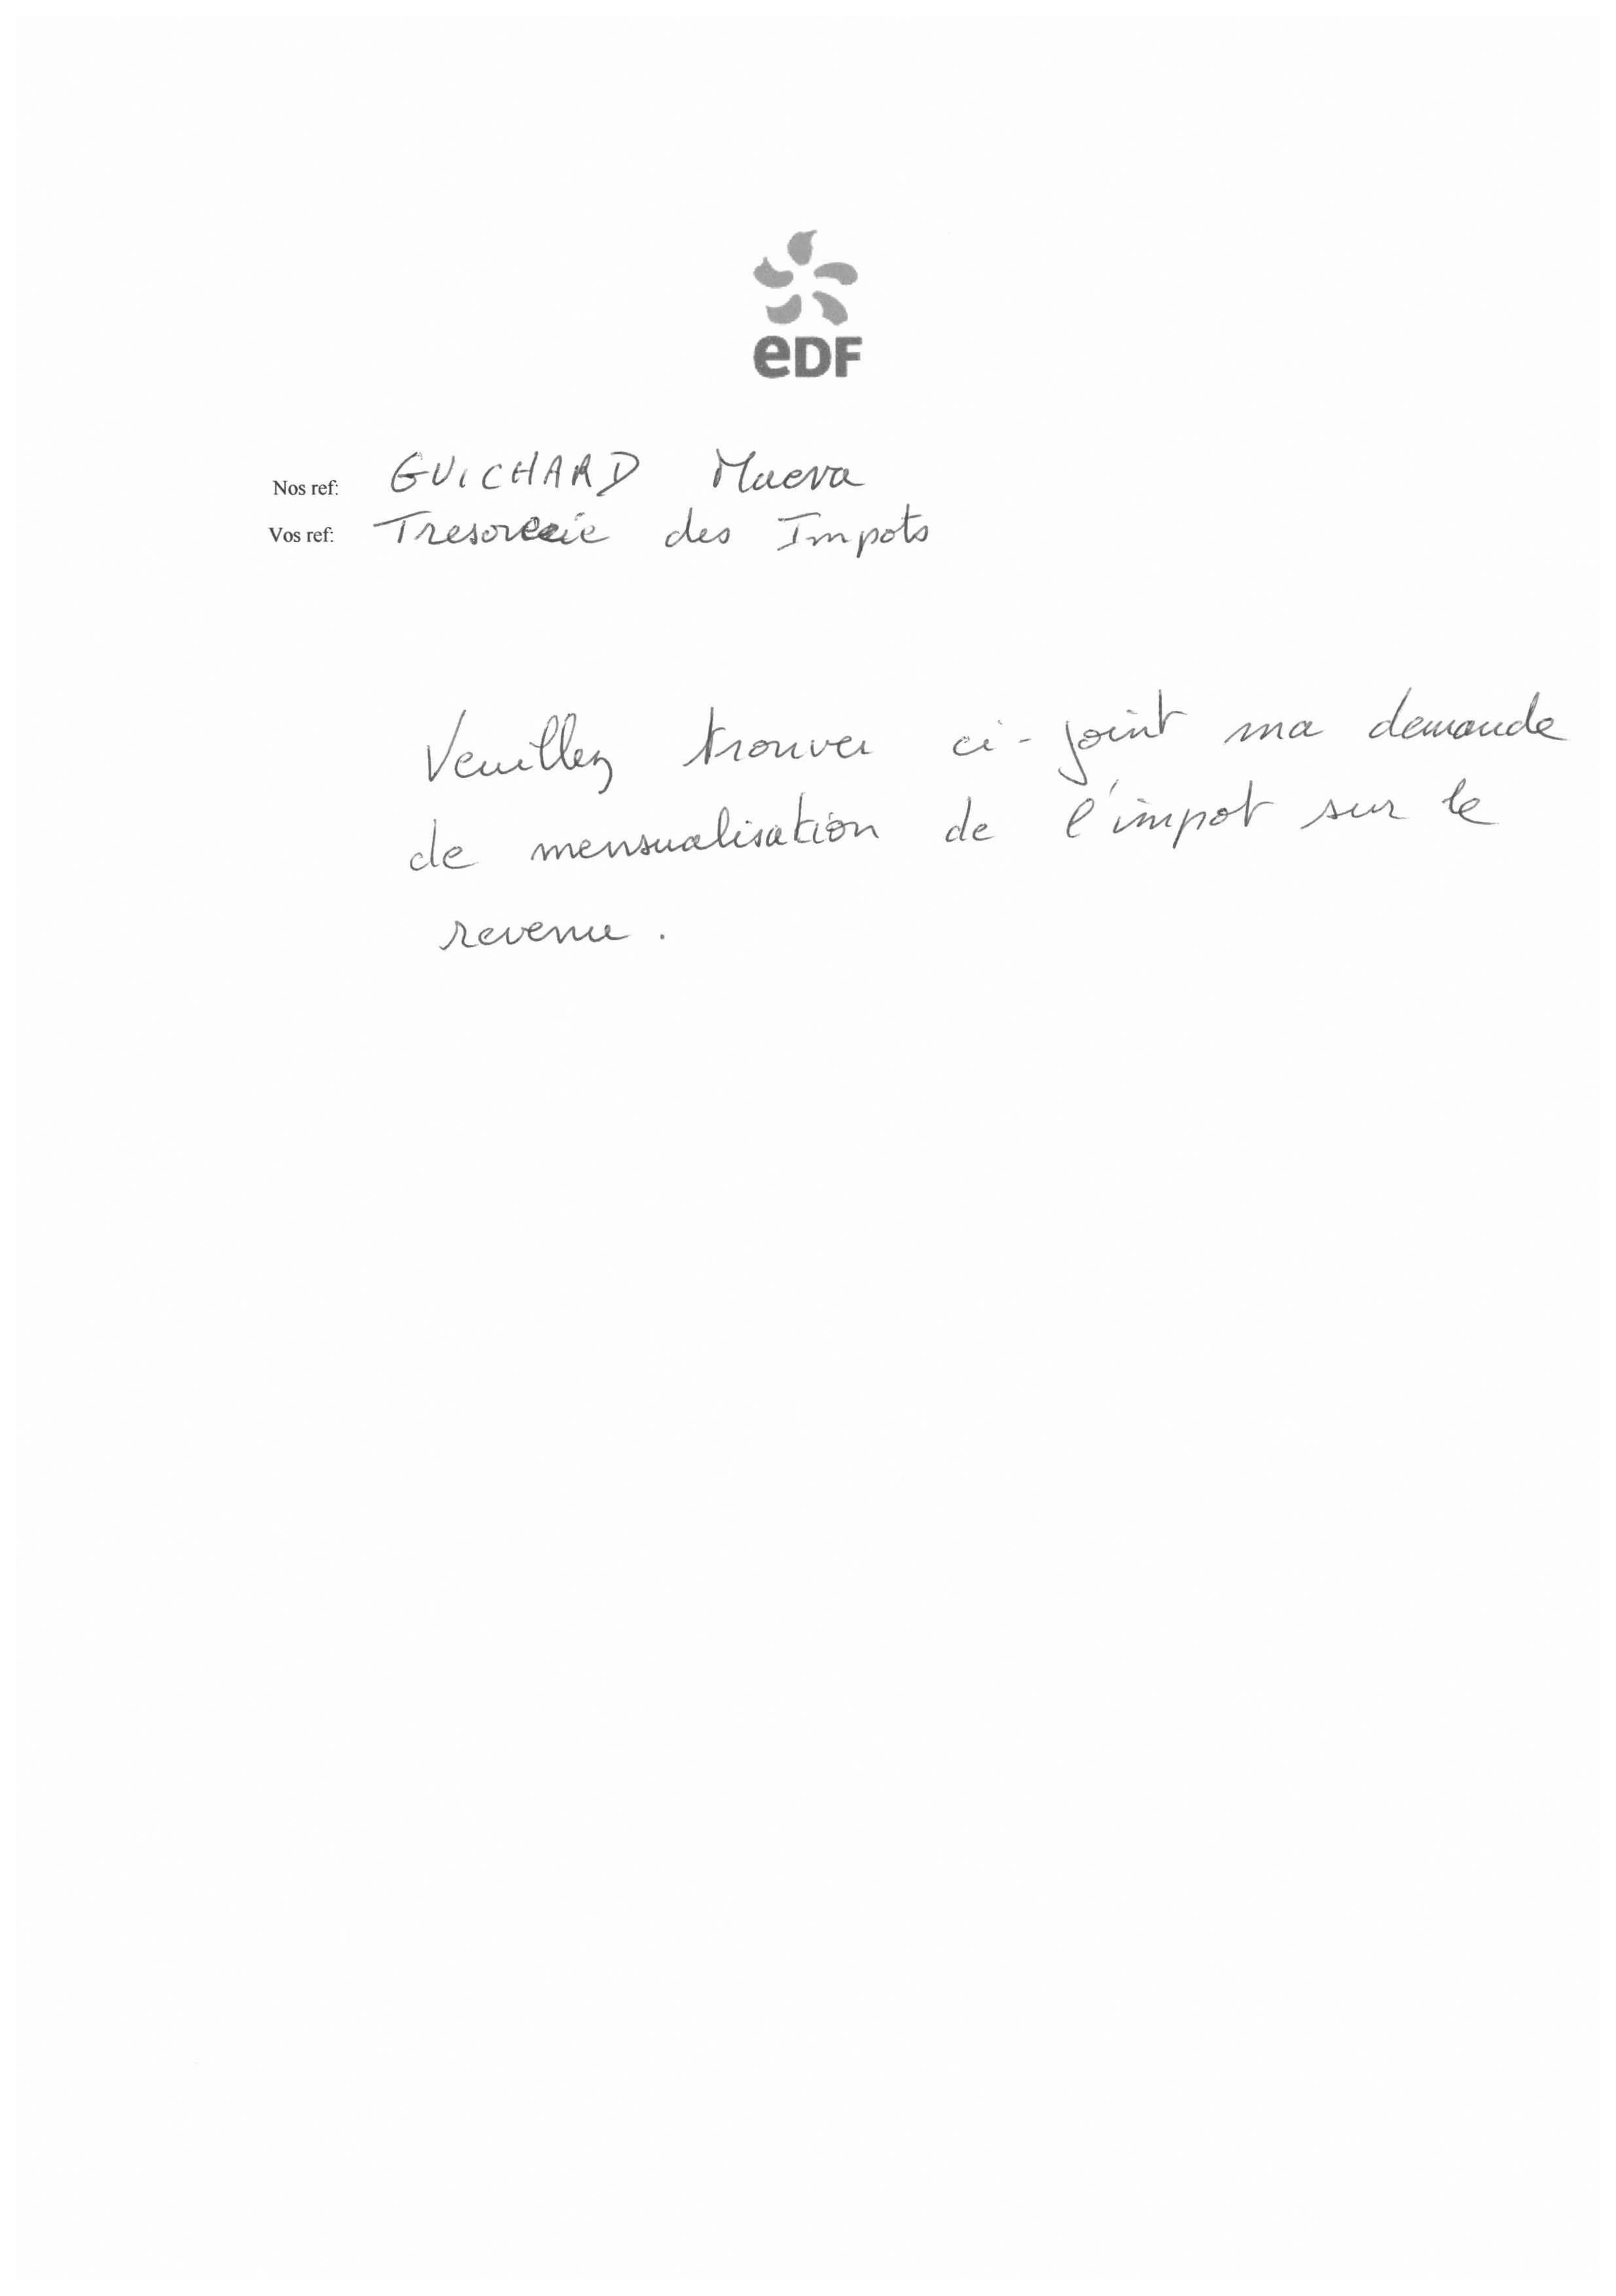 eDF
Nos ref: GUICHARD Maeva
Vos ref: Tresorerie des Impots
Veuillez trouver ci-joint ma demande
de mensualisation de l'impot sur le
revenu.